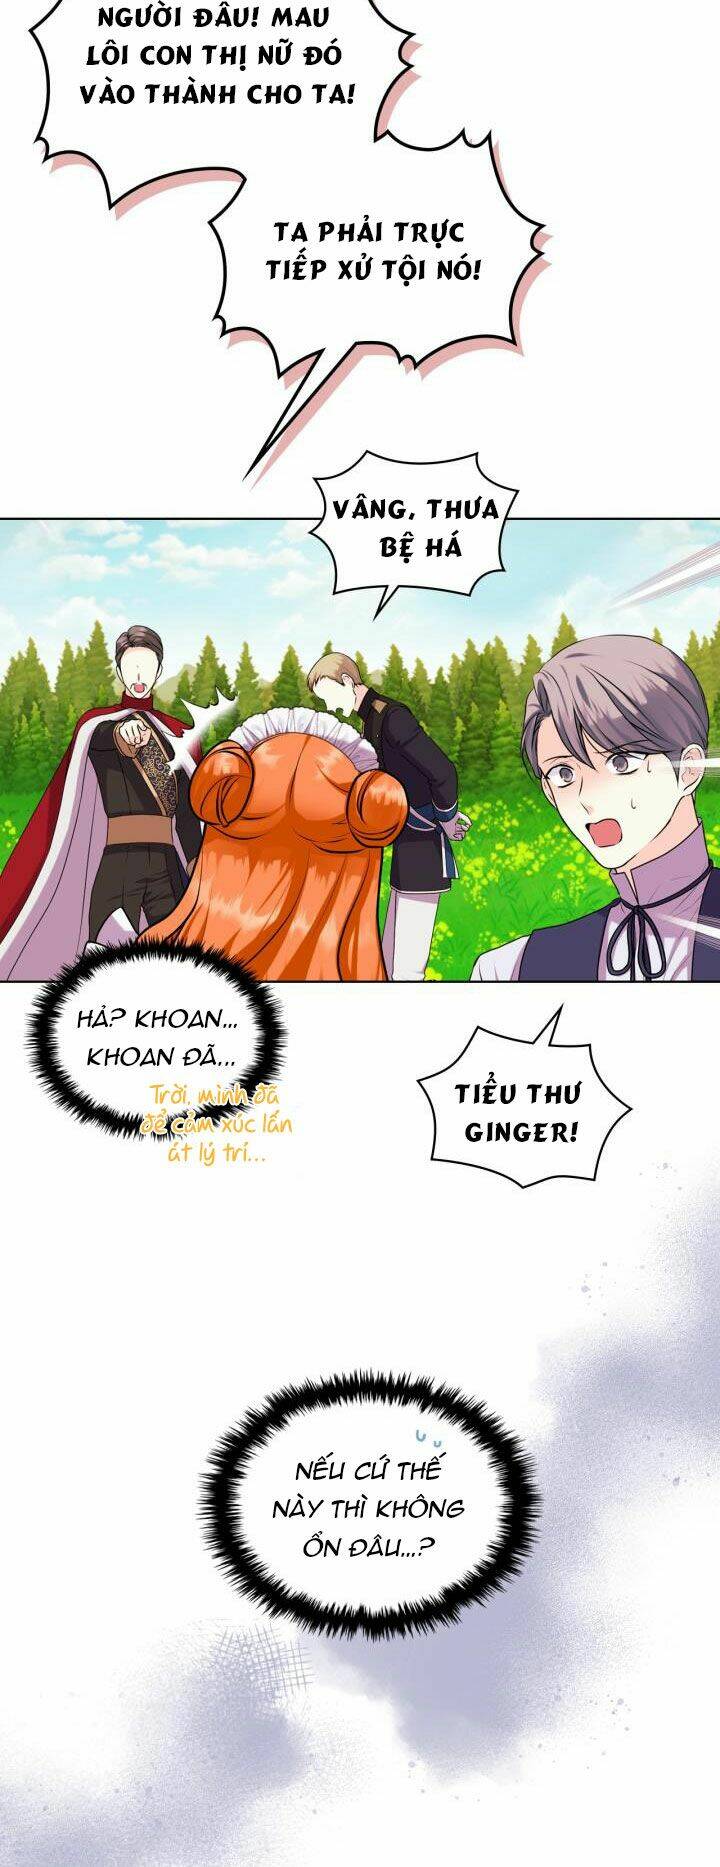 NGƯỜI ĐÂU! MAU
LÔI CON THỊ NỮ ĐÓ
VÀO THÀNH CHO TA!
TA PHẢI TRỰC
TIẾP XỬ TỘI NÓ!
VÂNG, THƯA
BỆ HÁ
HẢ? KHOAN...
KHOAN ĐÃ...
Trời, mình đã
để cảm xúc lấn
át lý trí...
TIỂU THƯ
GINGER!
NẾU CỨ THẾ
NÀY THÌ KHÔNG
ỔN ĐÂU...?